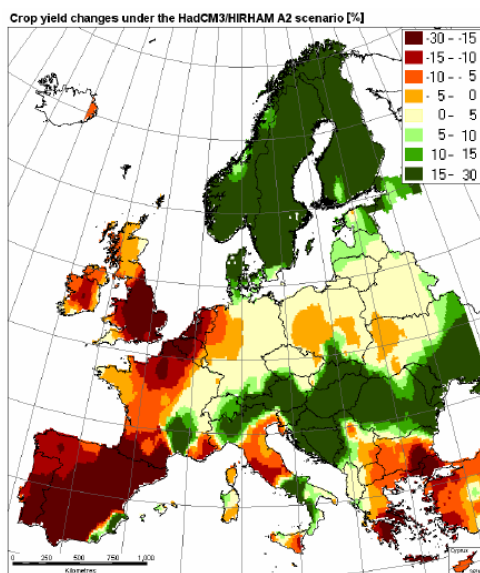 Crop yield changes under the HadCM3/HIRHAM A2 scenario [%]
-30 - -15
-15 - -10
-10 - - 5
- 5 - 0
0 - 5
5 - 10
10 - 15
15 - 30
0 250 500 750 1,000
Kilometres
Cyprus